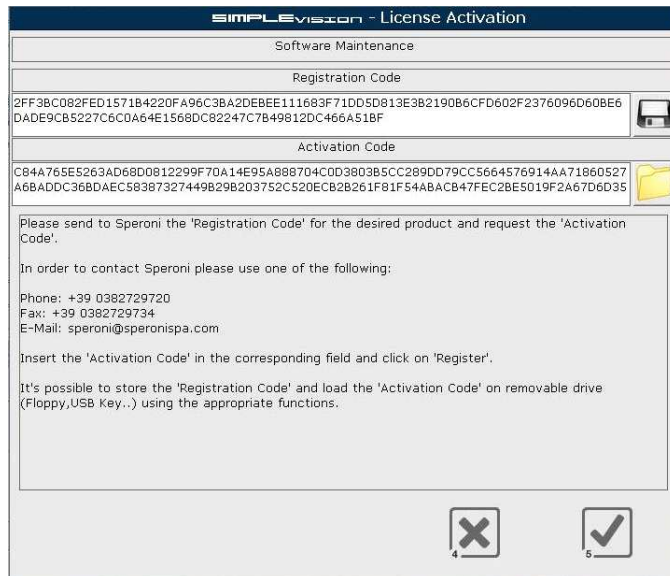 SIMPLEVISION - License Activation
Software Maintenance
Registration Code
2FF3BC082FED1571B4220FA96C3BA2DEBEE111683F71DD5D813E3B2190B6CFD602F2376096D60BE6
DADE9CB5227C6C0A64E1568DC82247C7B49812DC466A51BF
Activation Code
C84A765E5263AD68D0812299F70A14E95A888704C0D3803B5CC289DD79CC5664576914AA71860527
A6BADDC36BDAEC58387327449B29B203752C520ECB2B261F81F54ABACB47FEC2BE5019F2A67D6D35
Please send to Speroni the 'Registration Code' for the desired product and request the 'Activation
Code'.
In order to contact Speroni please use one of the following:
Phone: +39 0382729720
Fax: +39 0382729734
E-Mail: speroni@speronispa.com
Insert the 'Activation Code' in the corresponding field and click on 'Register'.
It's possible to store the 'Registration Code' and load the 'Activation Code' on removable drive
(Floppy,USB Key..) using the appropriate functions.
4
5